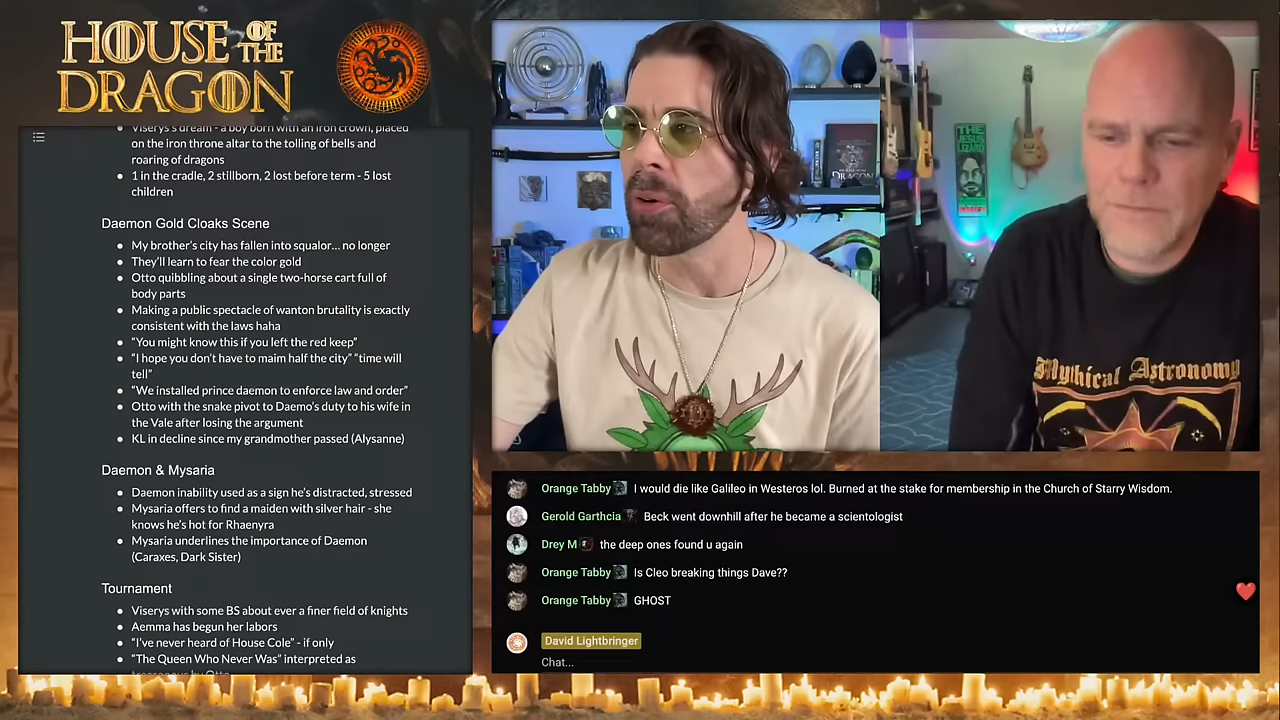 HOUSE OF THE
DRAGON
Viserys's dream - a boy born with an iron crown, placed
on the iron throne altar to the tolling of bells and
roaring of dragons
1 in the cradle, 2 stillborn, 2 lost before term - 5 lost
children
Daemon Gold Cloaks Scene
My brother's city has fallen into squalor... no longer
They'll learn to fear the color gold
Otto quibbling about a single two-horse cart full of
body parts
Making a public spectacle of wanton brutality is exactly
consistent with the laws haha
“You might know this if you left the red keep”
“I hope you don't have to maim half the city” “time will
tell”
“We installed prince daemon to enforce law and order”
Otto with the snake pivot to Daemo's duty to his wife in
the Vale after losing the argument
KL in decline since my grandmother passed (Alysanne)
Daemon & Mysaria
Daemon inability used as a sign he's distracted, stressed
Mysaria offers to find a maiden with silver hair - she
knows he's hot for Rhaenyra
Mysaria underlines the importance of Daemon
(Caraxes, Dark Sister)
Tournament
Viserys with some BS about ever a finer field of knights
Aemma has begun her labors
“I've never heard of House Cole” - if only
“The Queen Who Never Was” interpreted as
treasonous by Otto
DRAGON
THE
JESUS
LIZARD
Mythical Astronomy
Orange Tabby I would die like Galileo in Westeros lol. Burned at the stake for membership in the Church of Starry Wisdom.
Gerold Garthcia Beck went downhill after he became a scientologist
Drey M the deep ones found u again
Orange Tabby Is Cleo breaking things Dave??
Orange Tabby GHOST
David Lightbringer
Chat...